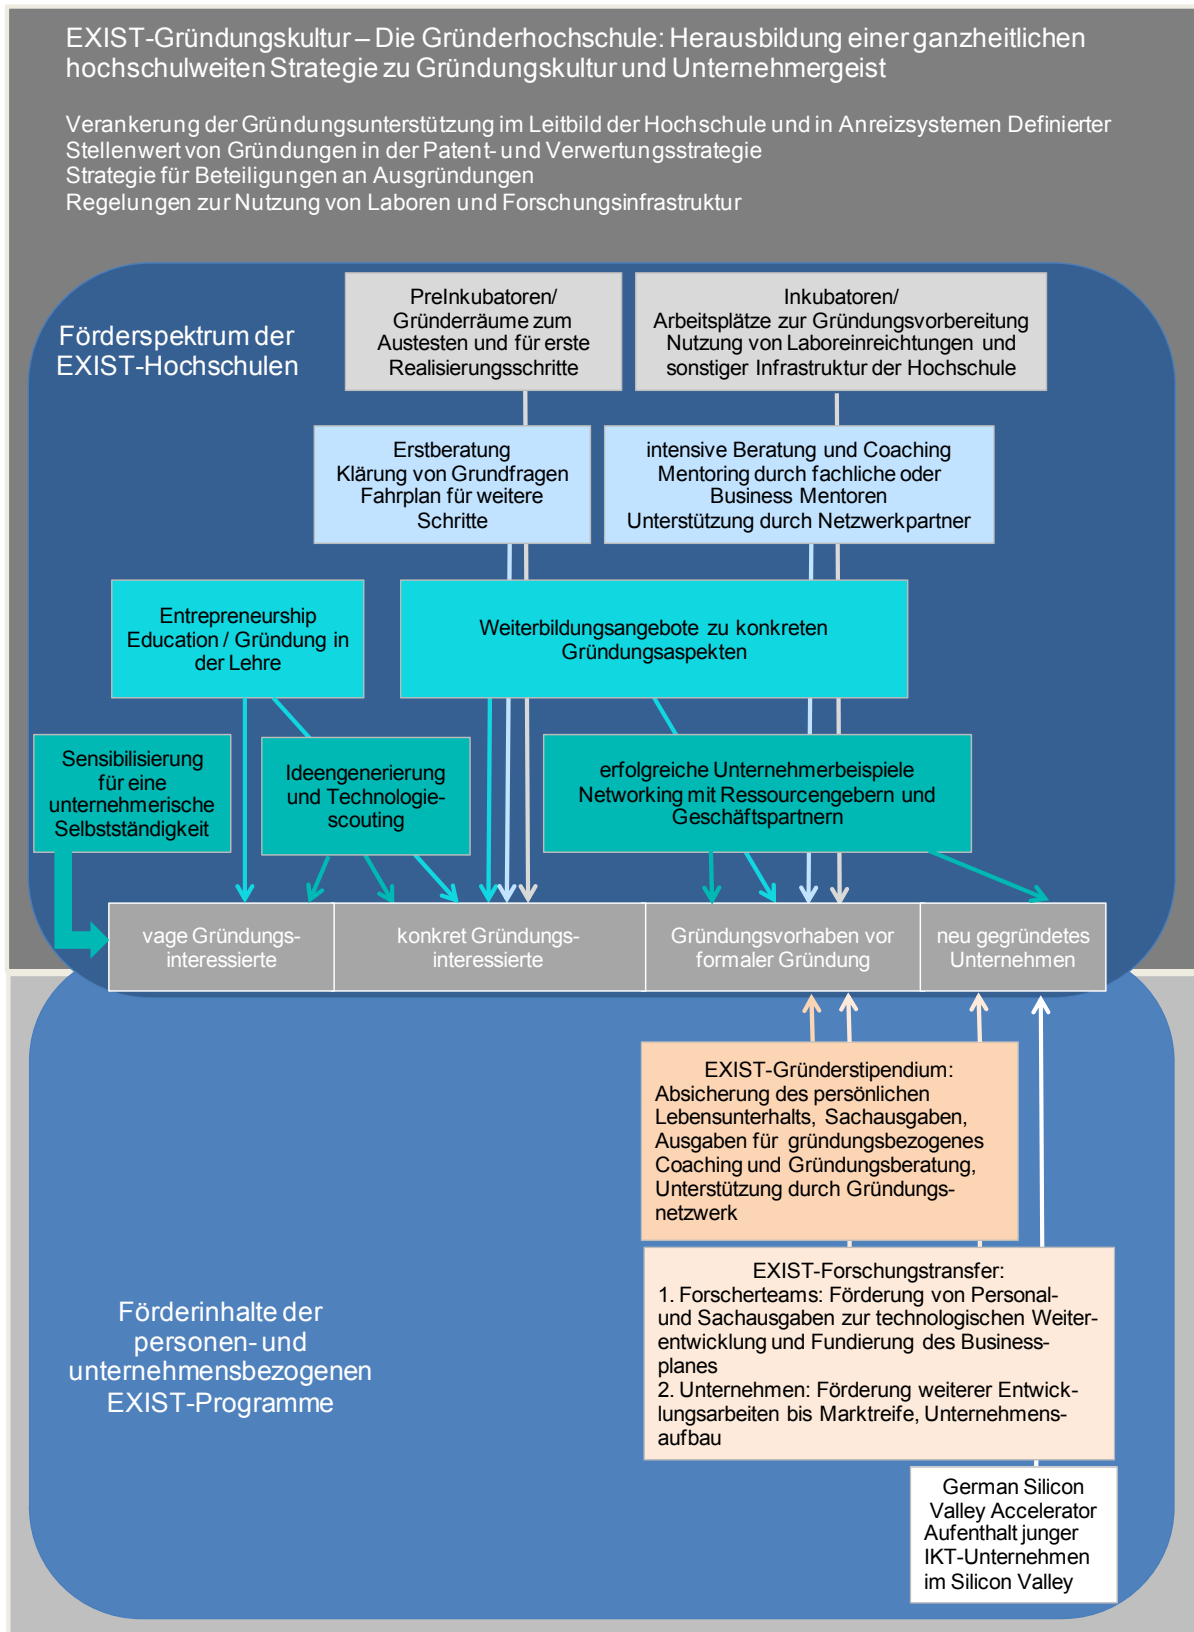 EXIST-Gründungskultur – Die Gründerhochschule: Herausbildung einer ganzheitlichen
hochschulweiten Strategie zu Gründungskultur und Unternehmergeist
Verankerung der Gründungsunterstützung im Leitbild der Hochschule und in Anreizsystemen Definierter
Stellenwert von Gründungen in der Patent- und Verwertungsstrategie
Strategie für Beteiligungen an Ausgründungen
Regelungen zur Nutzung von Laboren und Forschungsinfrastruktur
Förderspektrum der
EXIST-Hochschulen
PreInkubatoren/
Gründerräume zum
Austesten und für erste
Realisierungsschritte
Inkubatoren/
Arbeitsplätze zur Gründungsvorbereitung
Nutzung von Laboreinrichtungen und
sonstiger Infrastruktur der Hochschule
Erstberatung
Klärung von Grundfragen
Fahrplan für weitere
Schritte
intensive Beratung und Coaching
Mentoring durch fachliche oder
Business Mentoren
Unterstützung durch Netzwerkpartner
Entrepreneurship
Education / Gründung in
der Lehre
Weiterbildungsangebote zu konkreten
Gründungsaspekten
Sensibilisierung
für eine
unternehmerische
Selbstständigkeit
Ideengenerierung
und Technologie-
scouting
erfolgreiche Unternehmerbeispiele
Networking mit Ressourcengebern und
Geschäftspartnern
vage Gründungs-
interessierte
konkret Gründungs-
interessierte
Gründungsvorhaben vor
formaler Gründung
neu gegründetes
Unternehmen
EXIST-Gründerstipendium:
Absicherung des persönlichen
Lebensunterhalts, Sachausgaben,
Ausgaben für gründungsbezogenes
Coaching und Gründungsberatung,
Unterstützung durch Gründungs-
netzwerk
EXIST-Forschungstransfer:
1. Forscherteams: Förderung von Personal-
und Sachausgaben zur technologischen Weiter-
entwicklung und Fundierung des Business-
planes
2. Unternehmen: Förderung weiterer Entwick-
lungsarbeiten bis Marktreife, Unternehmens-
aufbau
Förderinhalte der
personen- und
unternehmensbezogenen
EXIST-Programme
German Silicon
Valley Accelerator
Aufenthalt junger
IKT-Unternehmen
im Silicon Valley